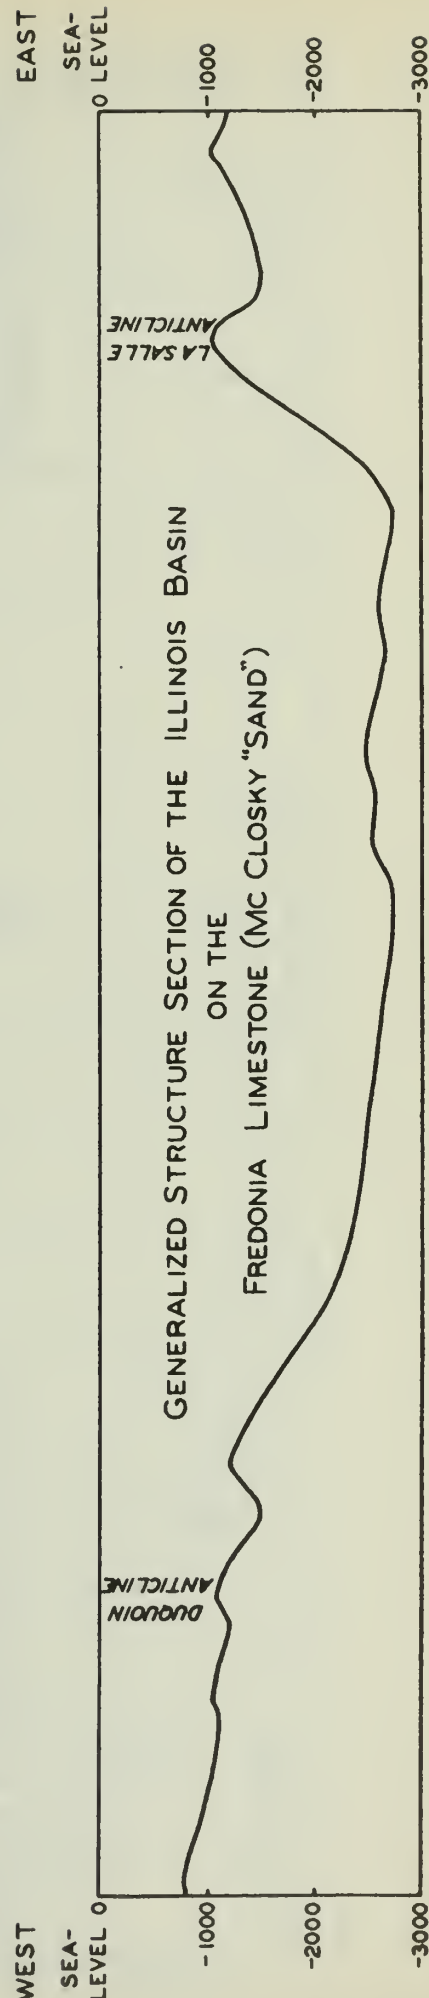 WEST
EAST
SEA-
LEVEL 0
-1000
-2000
-3000
SEA-
0 LEVEL
-1000
-2000
-3000
DUQUOIN
ANTICLINE
LA SALLE
ANTICLINE
GENERALIZED STRUCTURE SECTION OF THE ILLINOIS BASIN
ON THE
FREDONIA LIMESTONE (MC CLOSKY "SAND")